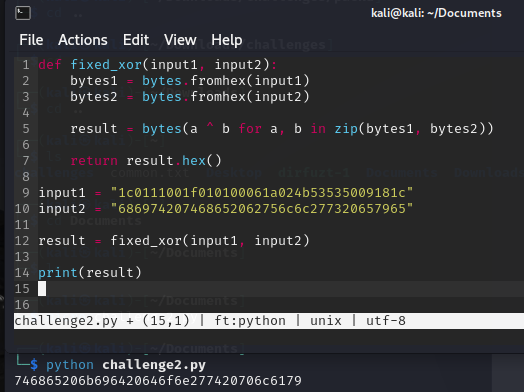 kali@kali: ~/Documents
File Actions Edit View Help
1 def fixed_xor(input1, input2):
2     bytes1 = bytes.fromhex(input1)
3     bytes2 = bytes.fromhex(input2)
4
5     result = bytes(a ^ b for a, b in zip(bytes1, bytes2))
6
7     return result.hex()
8
9 input1 = "1c0111001f010100061a024b53535009181c"
10 input2 = "686974207468652062756c6c277320657965"
11
12 result = fixed_xor(input1, input2)
13
14 print(result)
15
16
challenge2.py + (15,1) | ft:python | unix | utf-8
$ python challenge2.py
746865206b696420646f6e277420706c6179